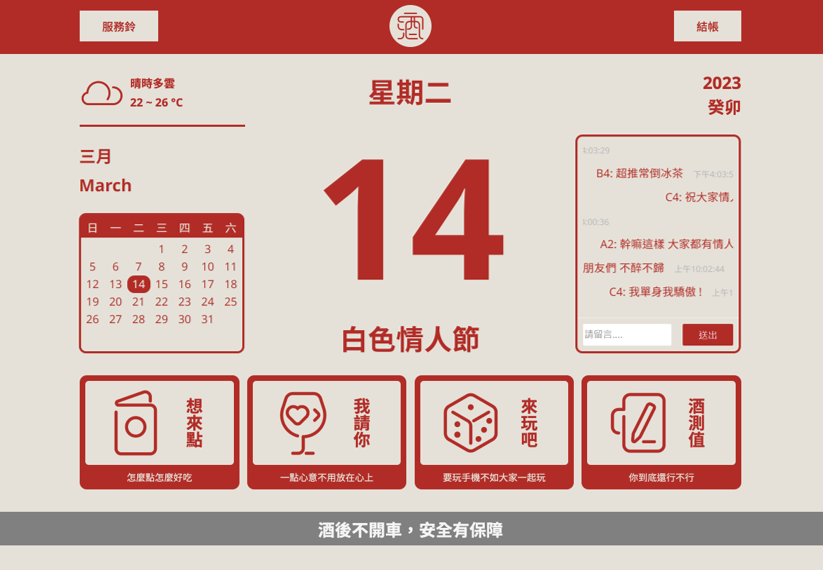 服務鈴
酒
結帳
晴時多雲
22 ~ 26 °C
星期二
2023
癸卯
三月
March
日 一 二 三 四 五 六
1 2 3 4
5 6 7 8 9 10 11
12 13 14 15 16 17 18
19 20 21 22 23 24 25
26 27 28 29 30 31
14
白色情人節
:03:29
B4: 超推常倒冰茶 下午4:03:5
C4: 祝大家情
:00:36
A2: 幹嘛這樣 大家都有情人
朋友們 不醉不歸 上午10:02:44
C4: 我單身我驕傲！ 上午1
請留言....
送出
想來點
怎麼點怎麼好吃
我請你
一點心意不用放在心上
來玩吧
要玩手機不如大家一起玩
酒測值
你到底還行不行
酒後不開車，安全有保障